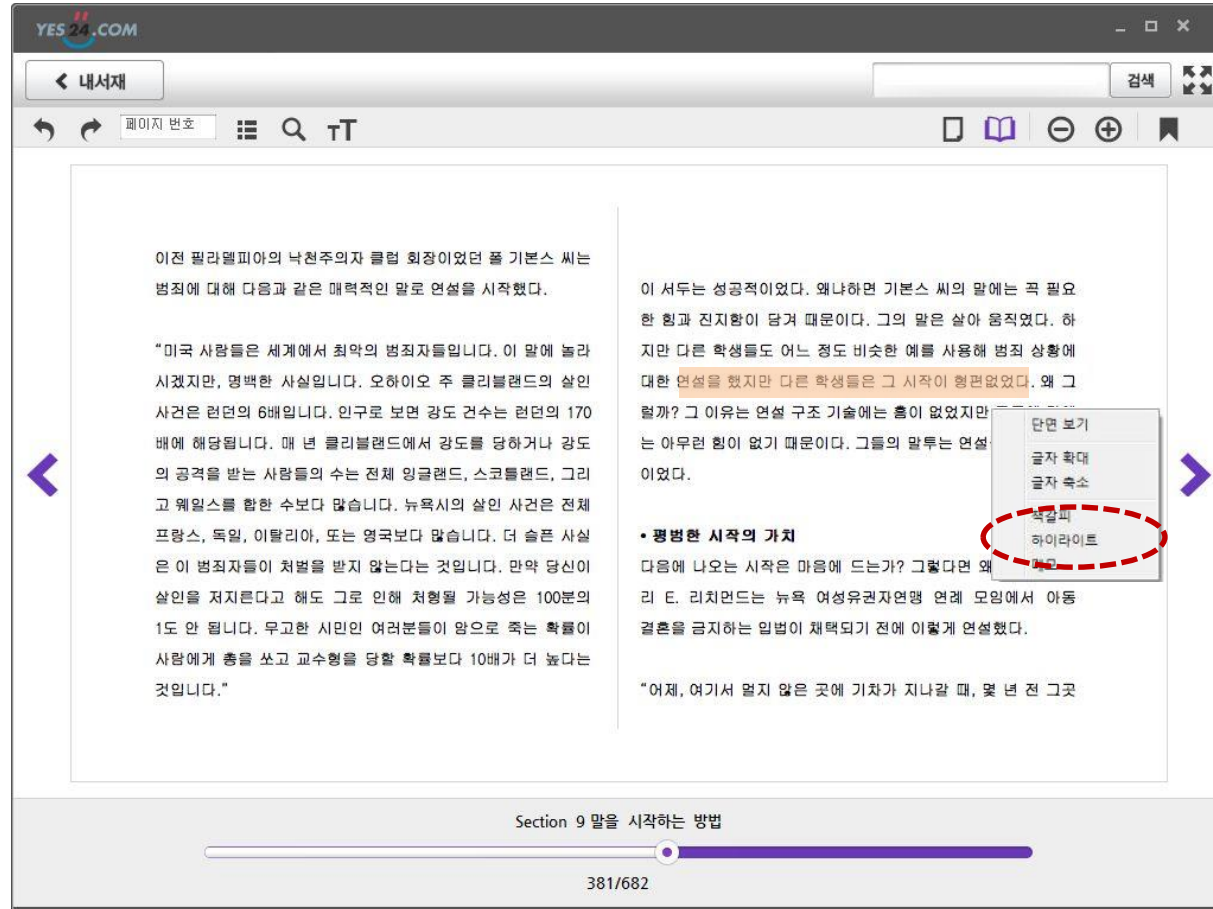 YES24.COM
내서재
검색
페이지 번호
TT
이전 필라델피아의 낙천주의자 클럽 회장이었던 폴 기본스 씨는
범죄에 대해 다음과 같은 매력적인 말로 연설을 시작했다.
“미국 사람들은 세계에서 최악의 범죄자들입니다. 이 말에 놀라
시겠지만, 명백한 사실입니다. 오하이오 주 클리블랜드의 살인
사건은 런던의 6배입니다. 인구로 보면 강도 건수는 런던의 170
배에 해당됩니다. 매 년 클리블랜드에서 강도를 당하거나 강도
의 공격을 받는 사람들의 수는 전체 잉글랜드, 스코틀랜드, 그리
고 웨일스를 합한 수보다 많습니다. 뉴욕시의 살인 사건은 전체
프랑스, 독일, 이탈리아, 또는 영국보다 많습니다. 더 슬픈 사실
은 이 범죄자들이 처벌을 받지 않는다는 것입니다. 만약 당신이
살인을 저지른다고 해도 그로 인해 처형될 가능성은 100분의
1도 안 됩니다. 무고한 시민인 여러분들이 암으로 죽는 확률이
사람에게 총을 쏘고 교수형을 당할 확률보다 10배가 더 높다는
것입니다.”
이 서두는 성공적이었다. 왜냐하면 기본스 씨의 말에는 꼭 필요
한 힘과 진지함이 담겨 때문이다. 그의 말은 살아 움직였다. 하
지만 다른 학생들도 어느 정도 비슷한 예를 사용해 범죄 상황에
대한 연설을 했지만 다른 학생들은 그 시작이 형편없었다. 왜 그
럴까? 그 이유는 연설 구조 기술에는 흠이 없었지만
는 아무런 힘이 없기 때문이다. 그들의 말투는
이었다.
• 평범한 시작의 가치
다음에 나오는 시작은 마음에 드는가? 그렇다면
리 E. 리치먼드는 뉴욕 여성유권자연맹 연례 모임에서 아동
결혼을 금지하는 입법이 채택되기 전에 이렇게 연설했다.
“어제, 여기서 멀지 않은 곳에 기차가 지나갈 때, 몇 년 전 그곳
단면 보기
글자 확대
글자 축소
책갈피
하이라이트
메모
Section 9 말을 시작하는 방법
381/682